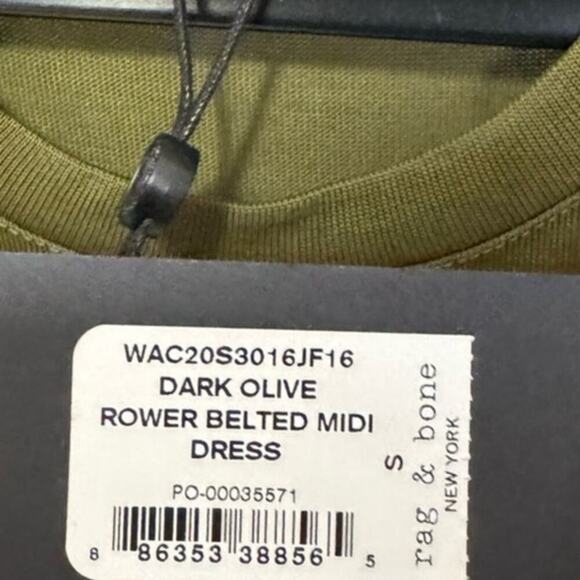 WAC20S3016JF16
DARK OLIVE
ROWER BELTED MIDI
DRESS
PO-00035571
8 86353 38856 5
S
rag & bone
NEW YORK